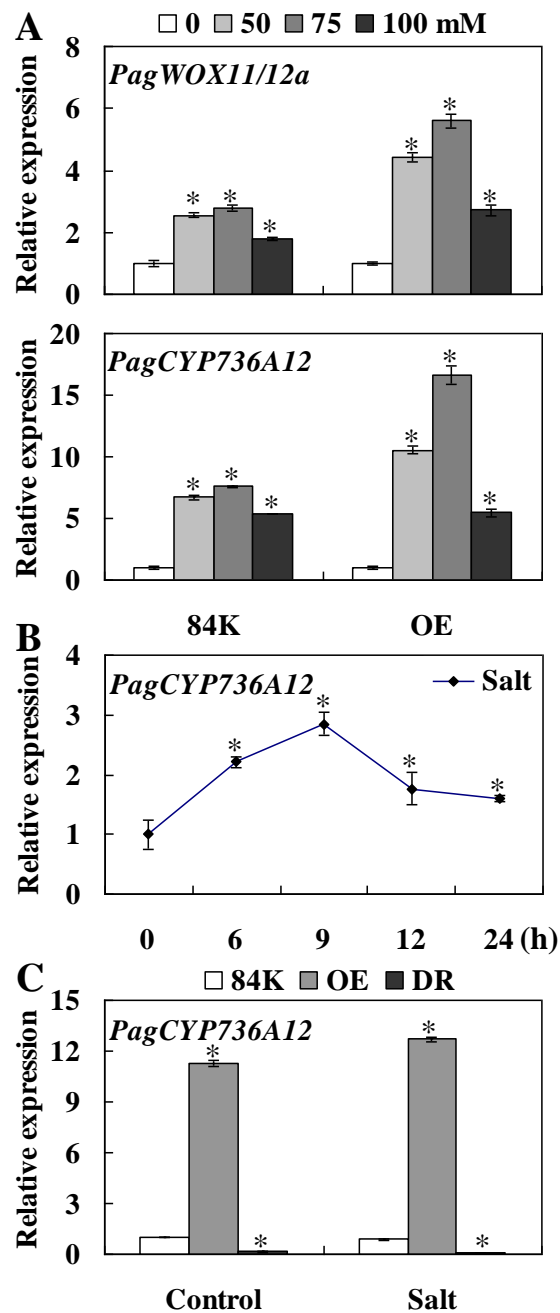 A
0 50 75 100 mM
PagWOX11/12a
Relative expression
8
6
4
2
0
* * * * * *
PagCYP736A12
Relative expression
20
15
10
5
0
* * * * * *
84K OE
B
PagCYP736A12
Salt
Relative expression
4
3
2
1
0
* * * *
0 6 9 12 24 (h)
C
84K OE DR
PagCYP736A12
Relative expression
15
12
9
6
3
0
* * * *
Control Salt